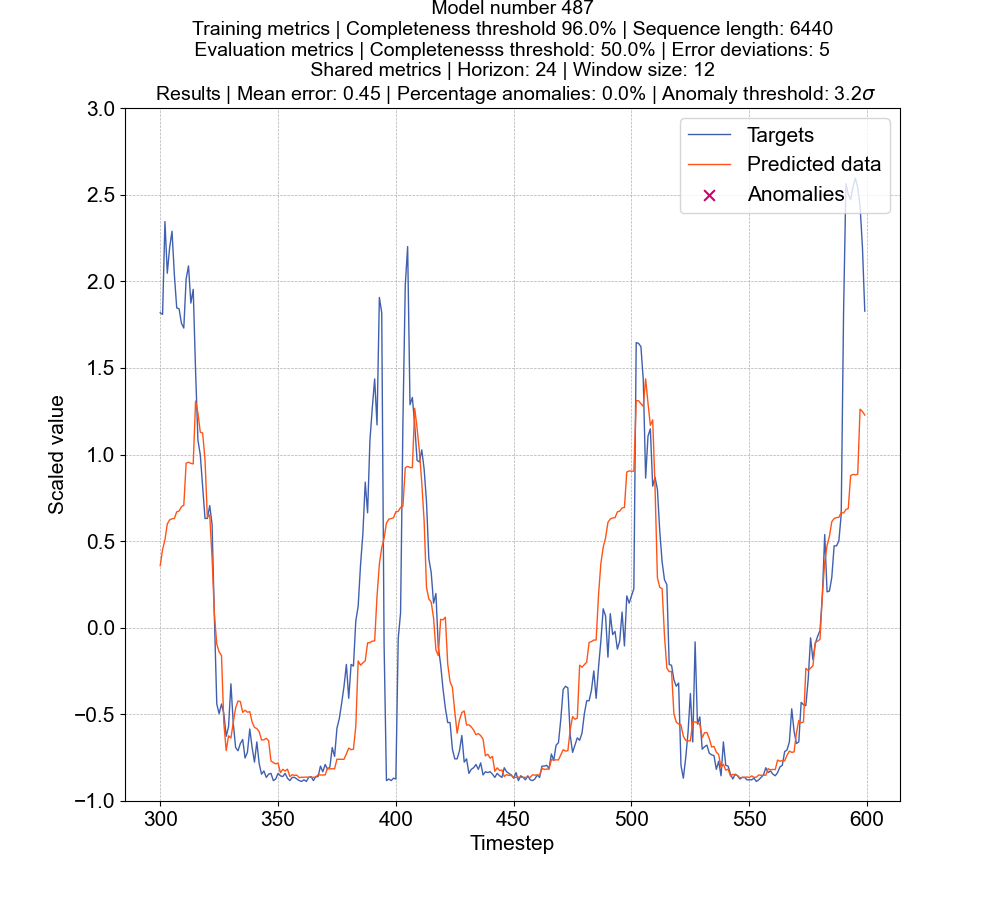 Model number 487
Training metrics | Completeness threshold 96.0% | Sequence length: 6440
Evaluation metrics | Completenesss threshold: 50.0% | Error deviations: 5
Shared metrics | Horizon: 24 | Window size: 12
Results | Mean error: 0.45 | Percentage anomalies: 0.0% | Anomaly threshold: 3.2σ
3.0
2.5
2.0
1.5
1.0
0.5
0.0
−0.5
−1.0
Scaled value
Targets
Predicted data
Anomalies
300
350
400
450
500
550
600
Timestep